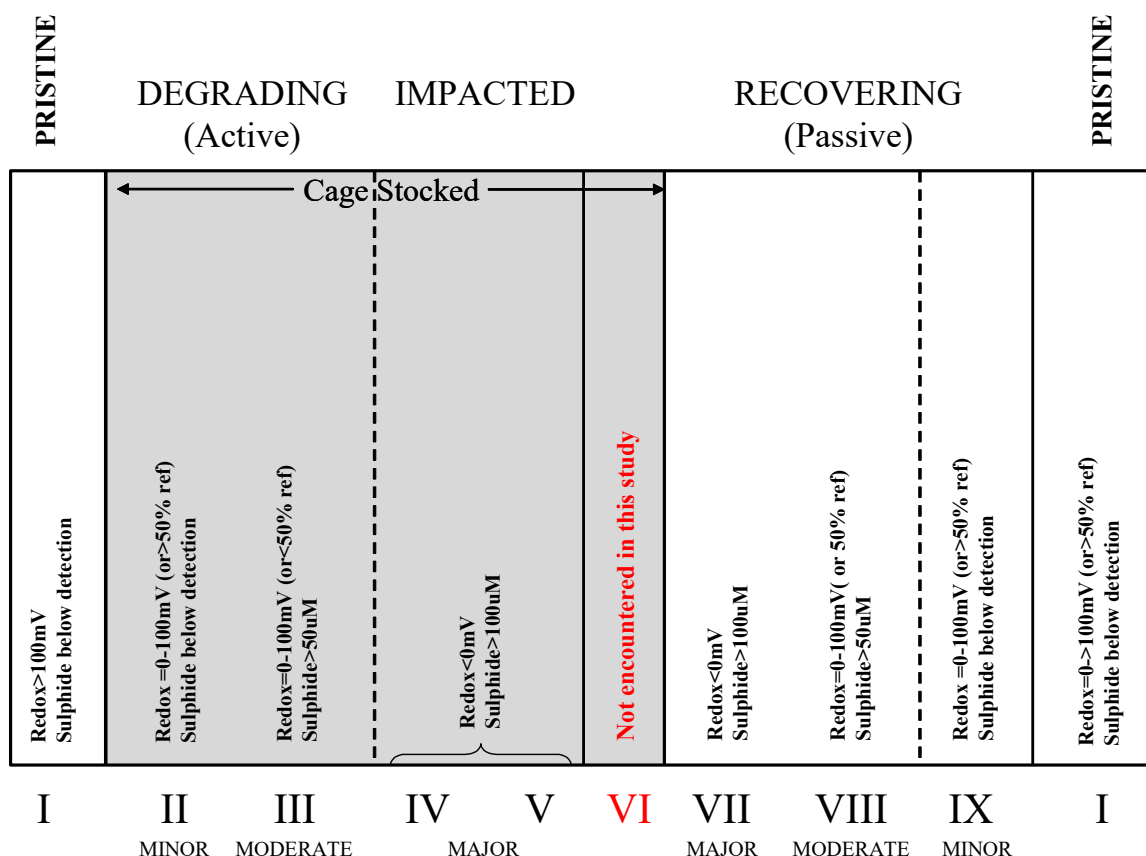 PRISTINE
DEGRADING
(Active)
IMPACTED
RECOVERING
(Passive)
PRISTINE
Cage Stocked
Redox>100mV
Sulphide below detection
Redox =0-100mV (or>50% ref)
Sulphide below detection
Redox=0-100mV (or<50% ref)
Sulphide>50uM
Redox<0mV
Sulphide>100uM
Not encountered in this study
Redox<0mV
Sulphide>100uM
Redox=0-100mV( or 50% ref)
Sulphide>50uM
Redox =0-100mV (or>50% ref)
Sulphide below detection
Redox=0->100mV (or>50% ref)
Sulphide below detection
I II III IV V VI VII VIII IX I
MINOR MODERATE MAJOR MAJOR MODERATE MINOR